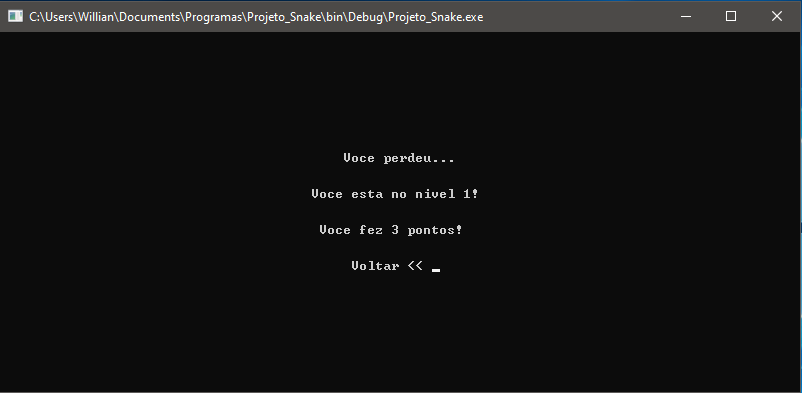 C:\Users\Willian\Documents\Programas\Projeto_Snake\bin\Debug\Projeto_Snake.exe
Voce perdeu...
Voce esta no nivel 1!
Voce fez 3 pontos!
Voltar << _